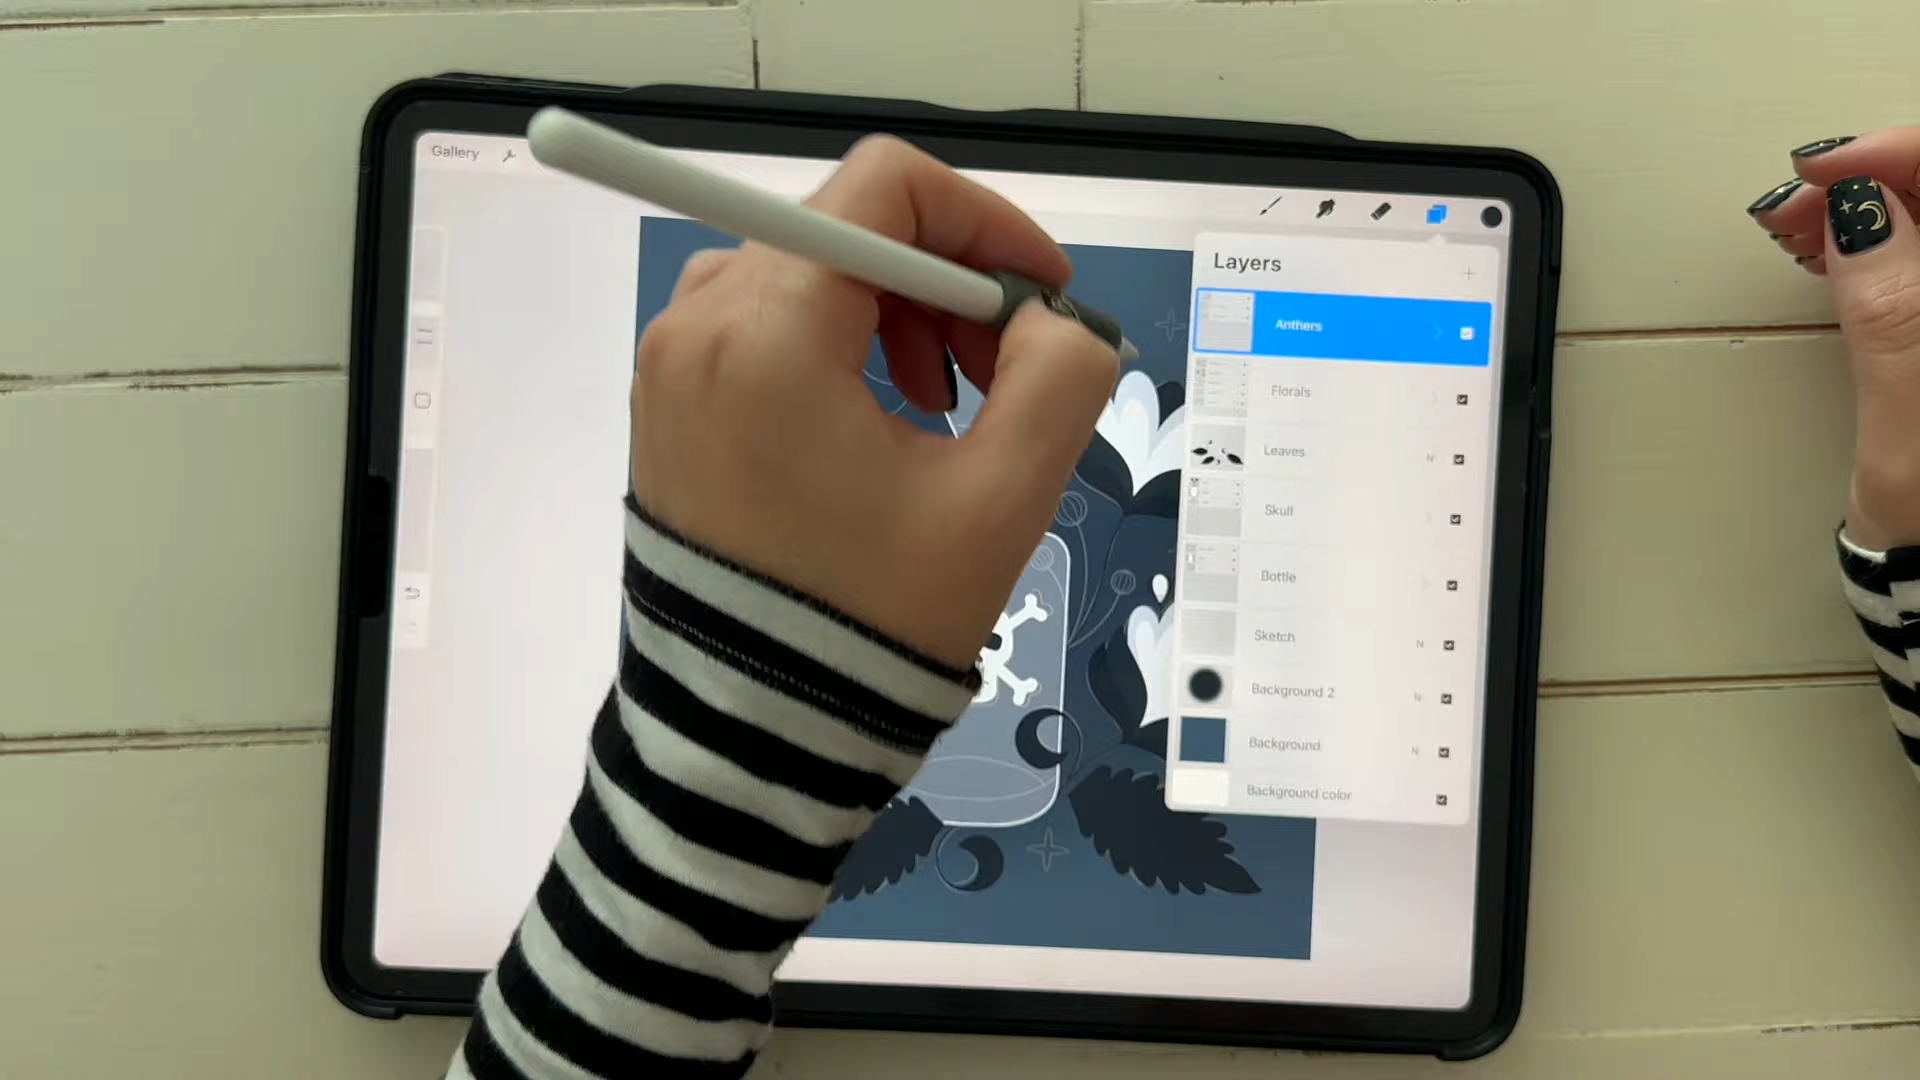 Gallery
Layers
Anthers
Florals
Leaves N
Skull
Bottle
Sketch N
Background 2 N
Background N
Background color